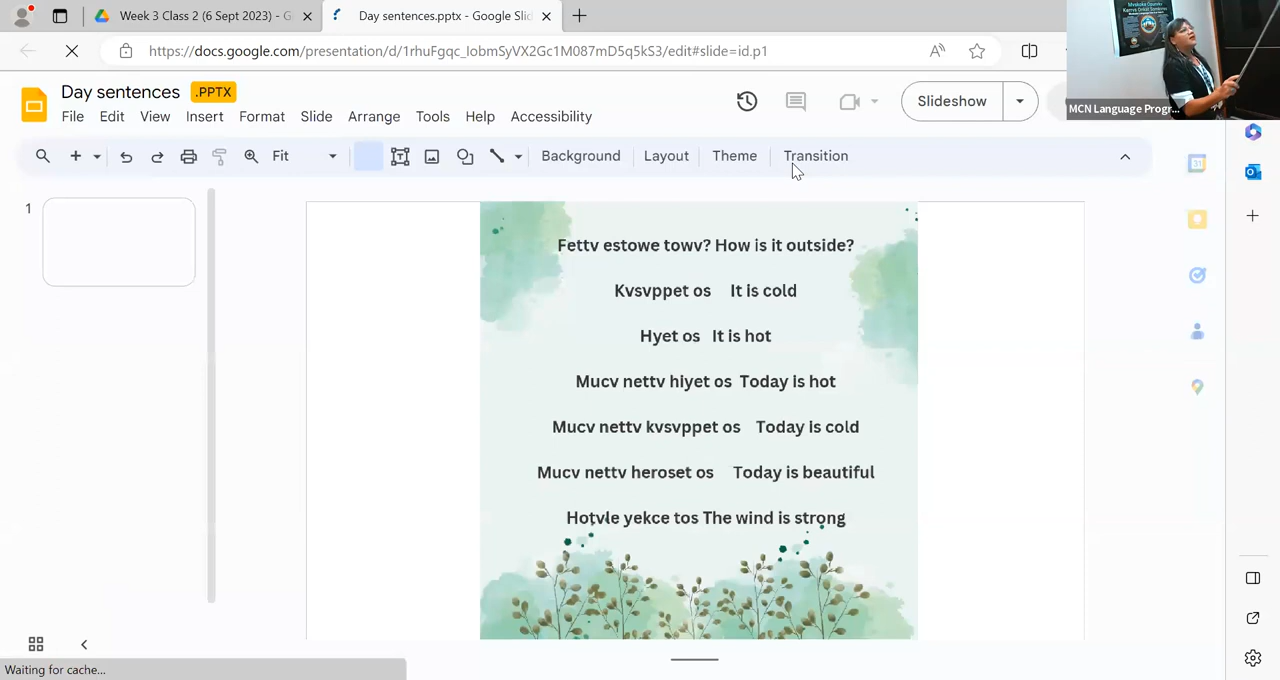 Week 3 Class 2 (6 Sept 2023) - G
Day sentences.pptx - Google Slid
https://docs.google.com/presentation/d/1rhuFgqc_IobmSyVX2Gc1M087mD5q5kS3/edit#slide=id.p1
Day sentences .PPTX
File Edit View Insert Format Slide Arrange Tools Help Accessibility
Slideshow
MCN Language Progr...
Fit Background Layout Theme Transition
1
Fettv estowe towv? How is it outside?
Kvsvppet os It is cold
Hyet os It is hot
Mucv nettv hiyet os Today is hot
Mucv nettv kvsvppet os Today is cold
Mucv nettv heroset os Today is beautiful
Hotvle yekce tos The wind is strong
Waiting for cache...